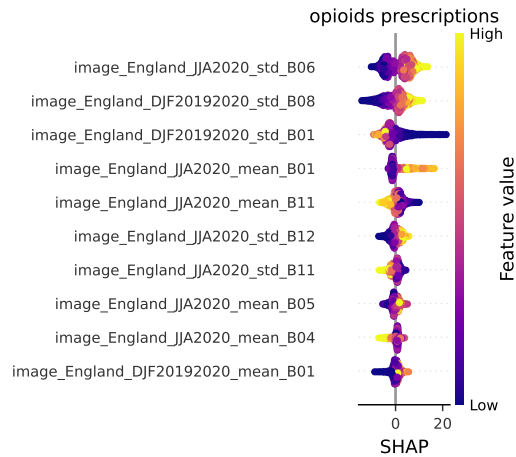 opioids prescriptions
High
image_England_JJA2020_std_B06
image_England_DJF20192020_std_B08
image_England_DJF20192020_std_B01
image_England_JJA2020_mean_B01
image_England_JJA2020_mean_B11
image_England_JJA2020_std_B12
image_England_JJA2020_std_B11
image_England_JJA2020_mean_B05
image_England_JJA2020_mean_B04
image_England_DJF20192020_mean_B01
Feature value
Low
0 20
SHAP